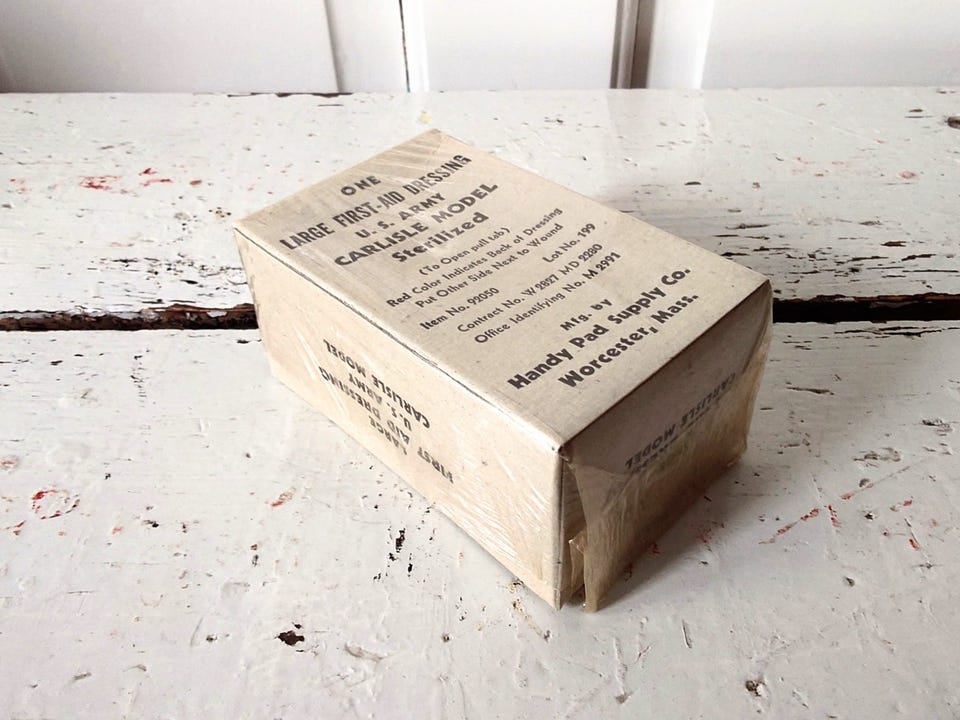 ONE
LARGE FIRST-AID DRESSING
U. S. ARMY
CARLISLE MODEL
Sterilized
(To Open pull tab)
Red Color Indicates Back of Dressing
Put Other Side Next to Wound
Item No. 92050 Lot No. 199
Contract No. W 2827 MD 2280
Office Identifying No. M 2991
Mfg. by
Handy Pad Supply Co.
Worcester, Mass.
LARGE
FIRST AID DRESSING
U. S. ARMY
CARLISLE MODEL
CARLISLE MODEL